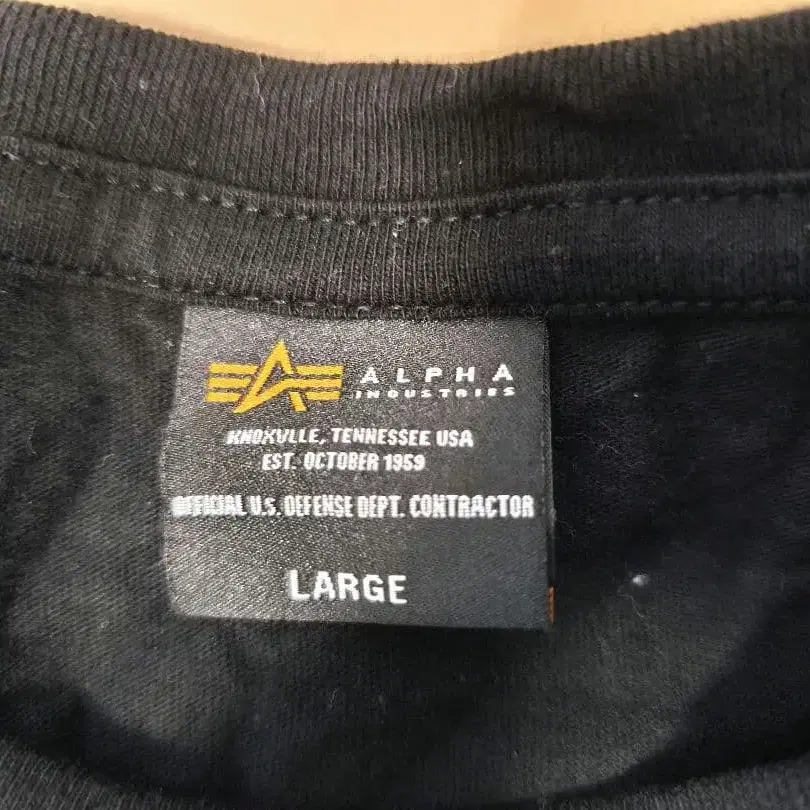 ALPHA
INDUSTRIES
KNOXVLLE, TENNESSEE USA
EST. OCTOBER 1959
OFFICIAL U.S. DEFENSE DEPT. CONTRACTOR
LARGE